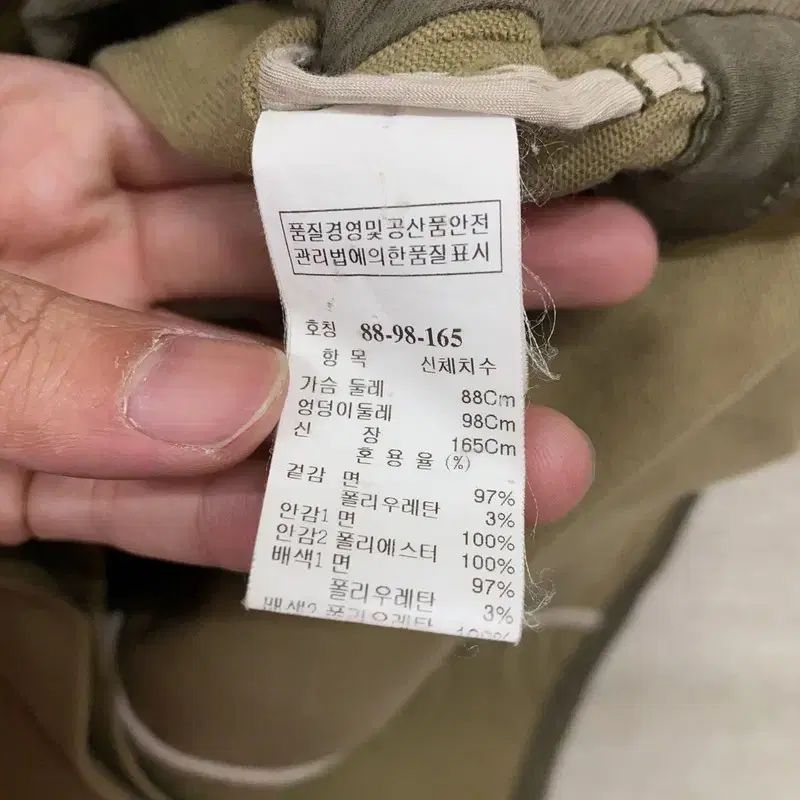 품질경영및공산품안전
관리법에의한품질표시
호칭 88-98-165
항 목 신체치수
가슴 둘레 88Cm
엉덩이둘레 98Cm
신 장 165Cm
혼 용 율 (%)
겉감 면 97%
폴리우레탄 3%
안감1 면 100%
안감2 폴리에스터 100%
배색1 면 97%
폴리우레탄 3%
배색2 100%